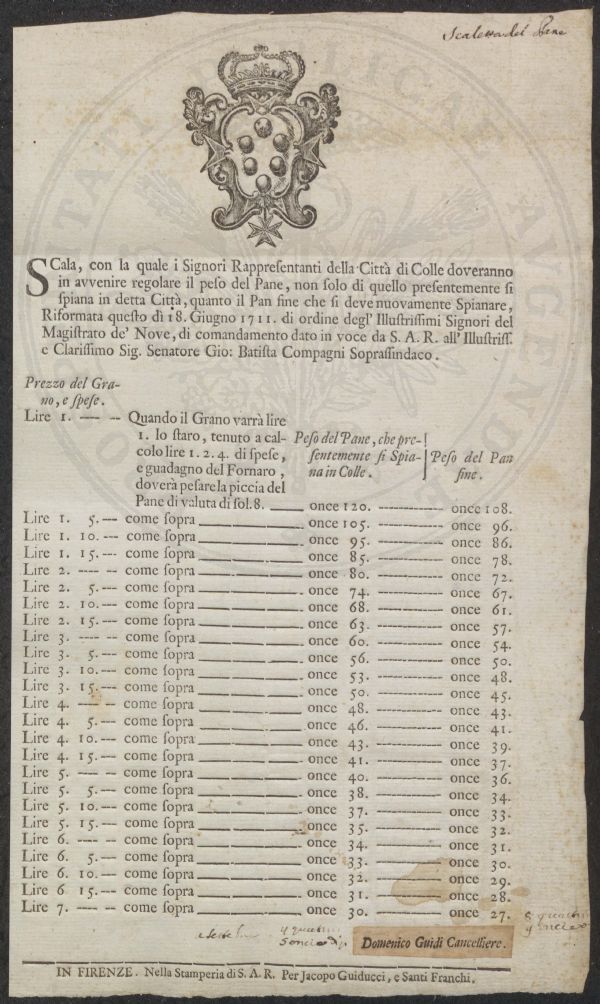 Scaletta del Pane
SCala, con la quale i Signori Rappresentanti della Città di Colle doveranno
in avvenire regolare il peso del Pane, non solo di quello presentemente si
spiana in detta Città, quanto il Pan fine che si deve nuovamente Spianare,
Riformata questo dì 18. Giugno 1711. di ordine degl' Illustrissimi Signori del
Magistrato de' Nove, di comandamento dato in voce da S. A. R. all' Illustriss.
e Clarissimo Sig. Senatore Gio: Batista Compagni Soprassindaco.
Prezzo del Gra-
no, e spese.
Lire 1. ---- -- Quando il Grano varrà lire
1. lo staro, tenuto a cal-
colo lire 1. 2. 4. di spese,
e guadagno del Fornaro,
doverà pesare la piccia del
Peso del Pane, che pre-
sentemente si Spia-
na in Colle.
Peso del Pan
fine.
Pane di valuta di sol. 8. once 120. once 108.
Lire 1. 5. -- come sopra once 105. once 96.
Lire 1. 10. -- come sopra once 95. once 86.
Lire 1. 15. -- come sopra once 85. once 78.
Lire 2. ---- -- come sopra once 80. once 72.
Lire 2. 5. -- come sopra once 74. once 67.
Lire 2. 10. -- come sopra once 68. once 61.
Lire 2. 15. -- come sopra once 63. once 57.
Lire 3. ---- -- come sopra once 60. once 54.
Lire 3. 5. -- come sopra once 56. once 50.
Lire 3. 10. -- come sopra once 53. once 48.
Lire 3. 15. -- come sopra once 50. once 45.
Lire 4. ---- -- come sopra once 48. once 43.
Lire 4. 5. -- come sopra once 46. once 41.
Lire 4. 10. -- come sopra once 43. once 39.
Lire 4. 15. -- come sopra once 41. once 37.
Lire 5. ---- -- come sopra once 40. once 36.
Lire 5. 5. -- come sopra once 38. once 34.
Lire 5. 10. -- come sopra once 37. once 33.
Lire 5. 15. -- come sopra once 35. once 32.
Lire 6. ---- -- come sopra once 34. once 31.
Lire 6. 5. -- come sopra once 33. once 30.
Lire 6. 10. -- come sopra once 32. once 29.
Lire 6 15. -- come sopra once 31. once 28.
Lire 7. ---- -- come sopra once 30. once 27.
Domenico Guidi Cancelliere.
IN FIRENZE. Nella Stamperia di S. A. R. Per Jacopo Guiducci, e Santi Franchi.